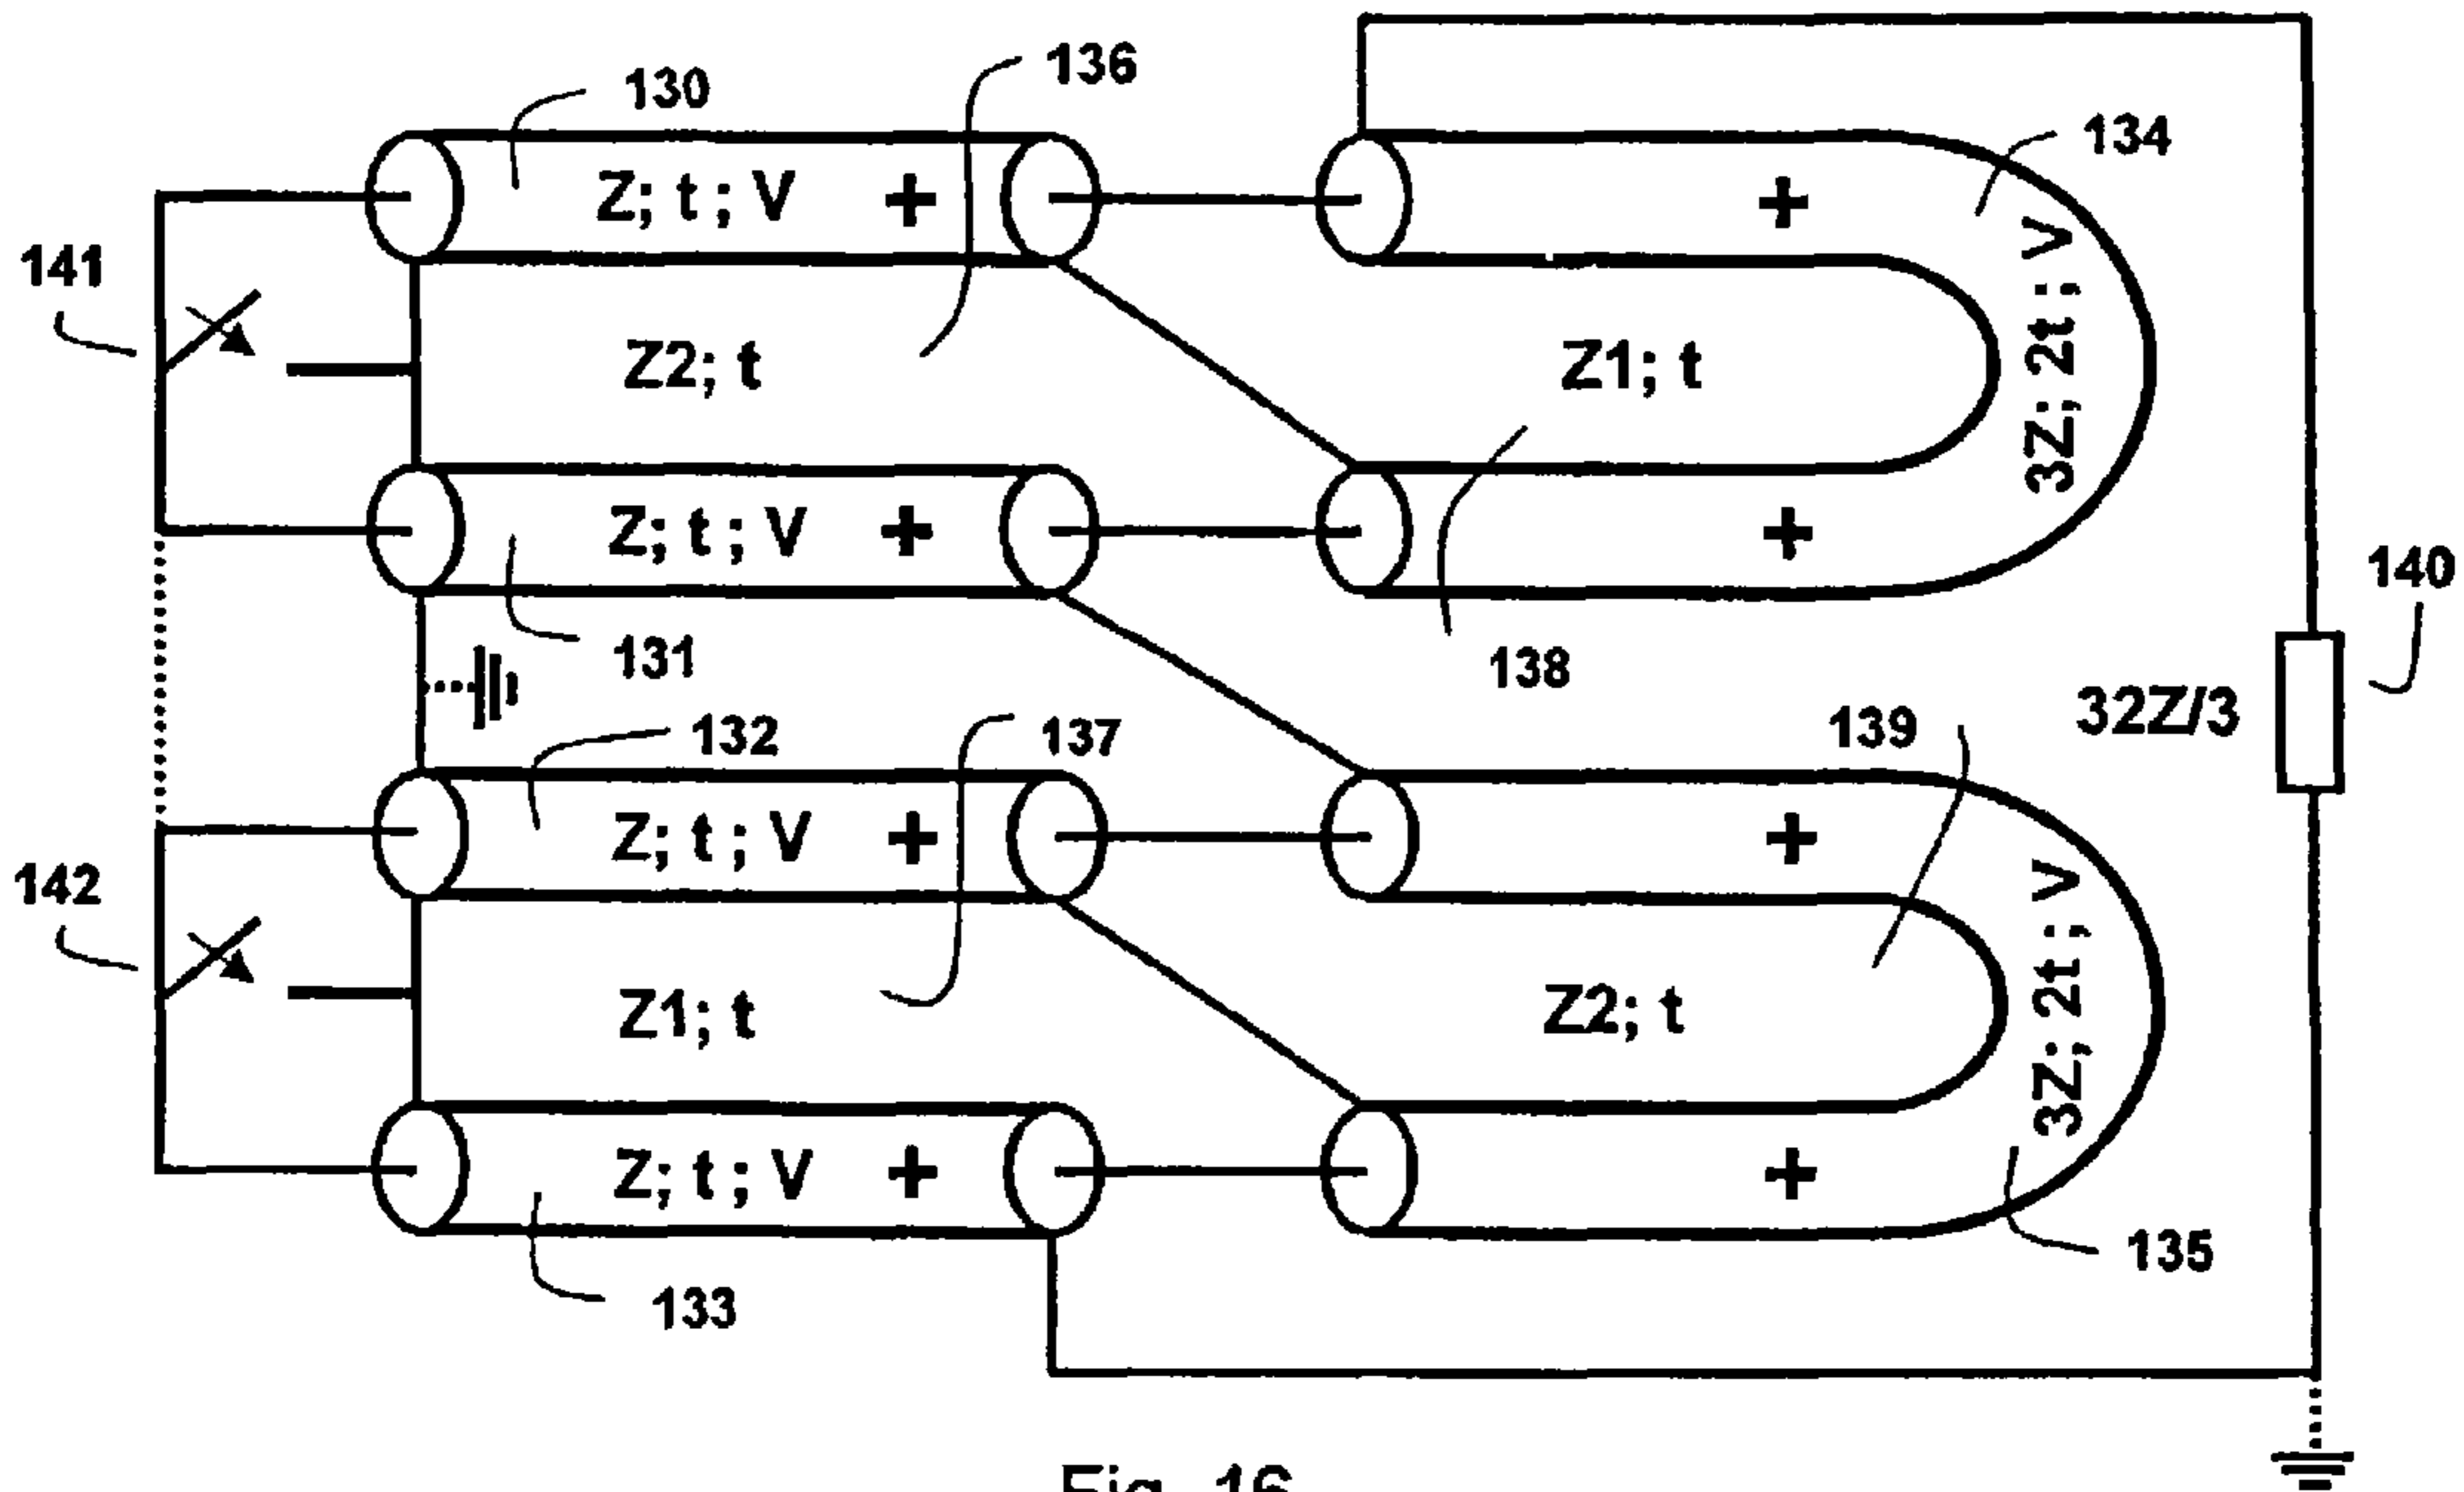 136
130
134
Z; t ; V +
+
141
3Z; 2t; V
Z2; t
Z1; t
Z; t ; V +
+
140
131
138
32Z/3
132
137
139
Z; t ; V +
+
142
3Z; 2t; V
Z1; t
Z2; t
Z; t ; V +
+
135
133
Fig. 16